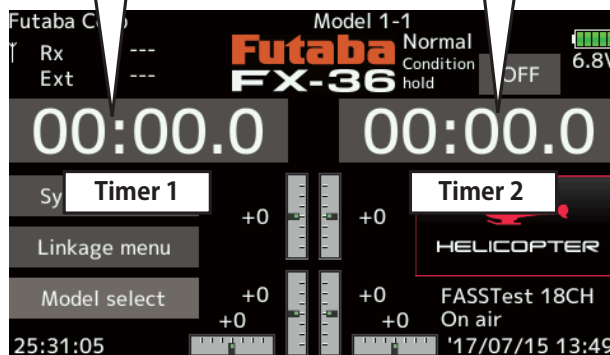 Futaba C
Model 1-1
Rx ---
Ext ---
Futaba
FX-36
Normal
Condition
hold
OFF
6.8V
00:00.0
00:00.0
Timer 1
Timer 2
Sy
+0
+0
Linkage menu
HELICOPTER
Model select
+0
+0
FASSTest 18CH
+0
+0
On air
25:31:05
'17/07/15 13:49